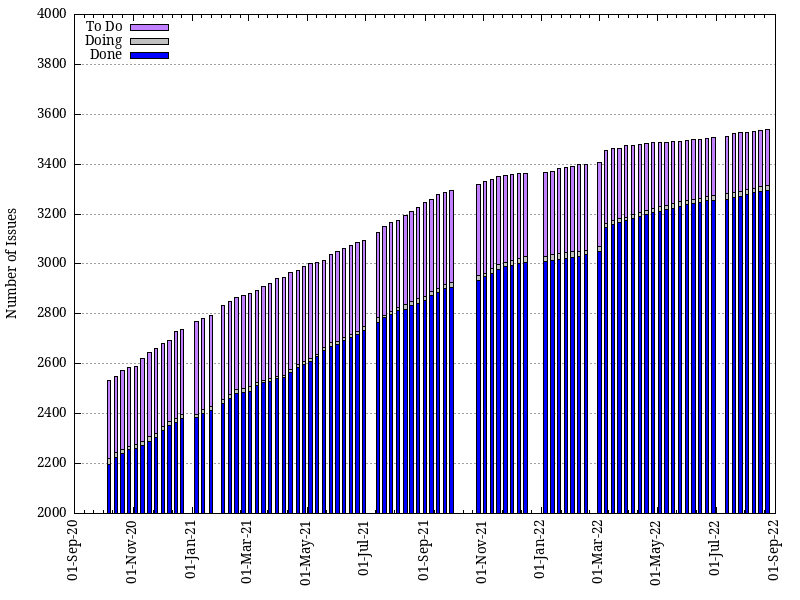 4000
3800
3600
3400
3200
3000
2800
2600
2400
2200
2000
Number of Issues
To Do
Doing
Done
01-Sep-20
01-Nov-20
01-Jan-21
01-Mar-21
01-May-21
01-Jul-21
01-Sep-21
01-Nov-21
01-Jan-22
01-Mar-22
01-May-22
01-Jul-22
01-Sep-22